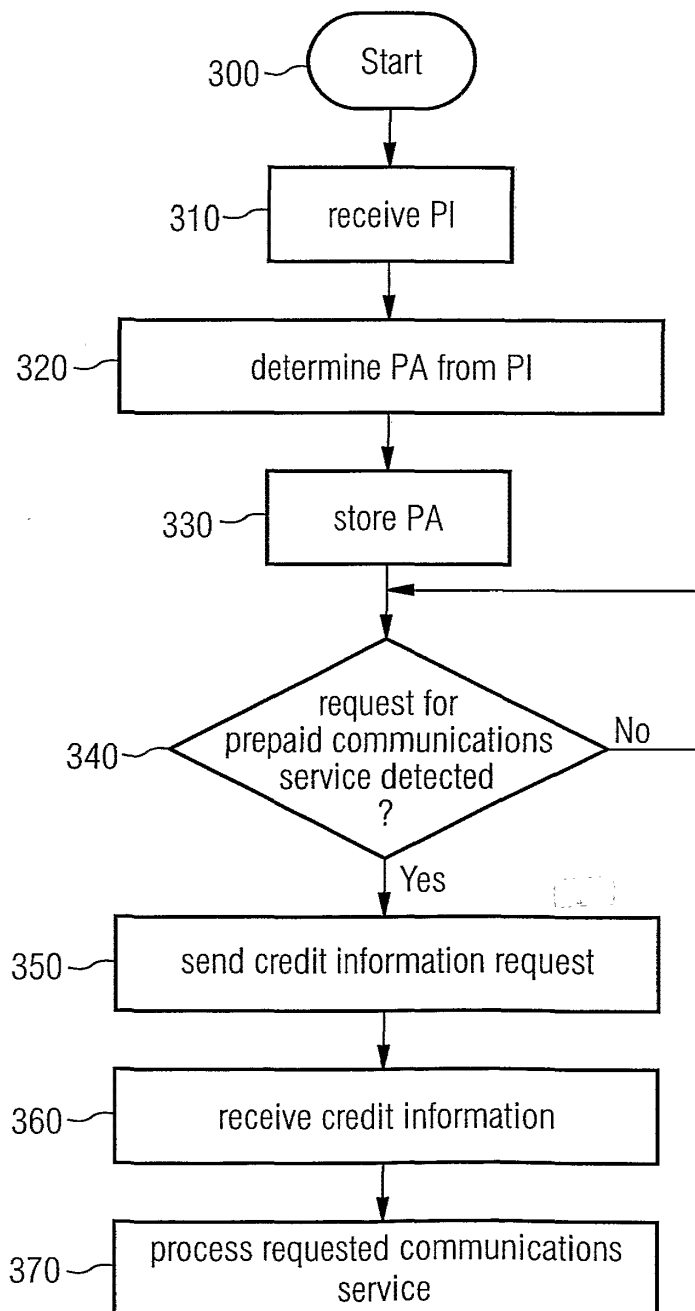 300
Start
310
receive PI
320
determine PA from PI
330
store PA
340
request for
prepaid communications
service detected
?
No
Yes
350
send credit information request
360
receive credit information
370
process requested communications
service